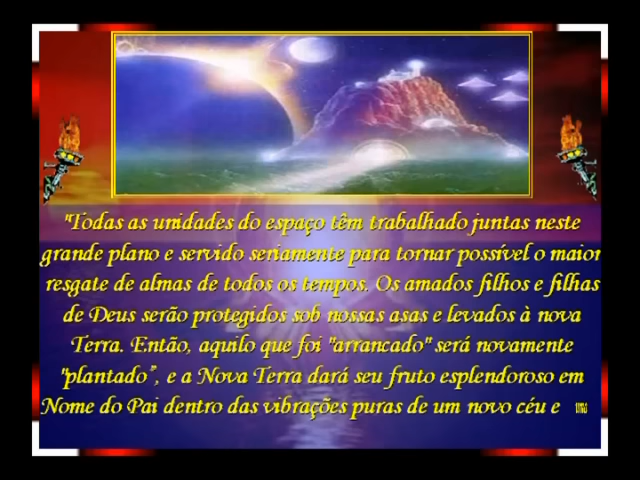 "Todas as unidades do espaço têm trabalhado juntas neste
grande plano e servido seriamente para tornar possível o maior
resgate de almas de todos os tempos. Os amados filhos e filhas
de Deus serão protegidos sob nossas asas e levados à nova
Terra. Então, aquilo que foi "arrancado" será novamente
"plantado”, e a Nova Terra dará seu fruto esplendoroso em
Nome do Pai dentro das vibrações puras de um novo céu e